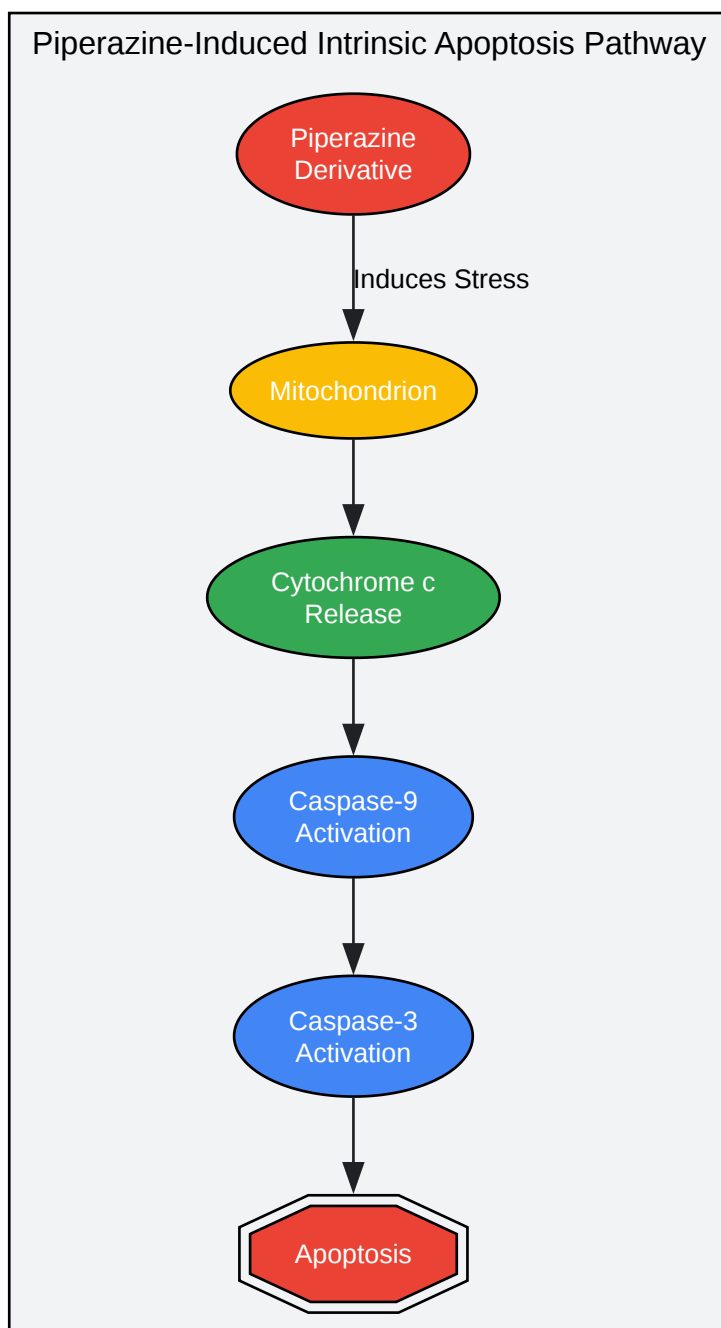 Piperazine-Induced Intrinsic Apoptosis Pathway
Piperazine
Derivative
Induces Stress
Mitochondrion
Cytochrome c
Release
Caspase-9
Activation
Caspase-3
Activation
Apoptosis